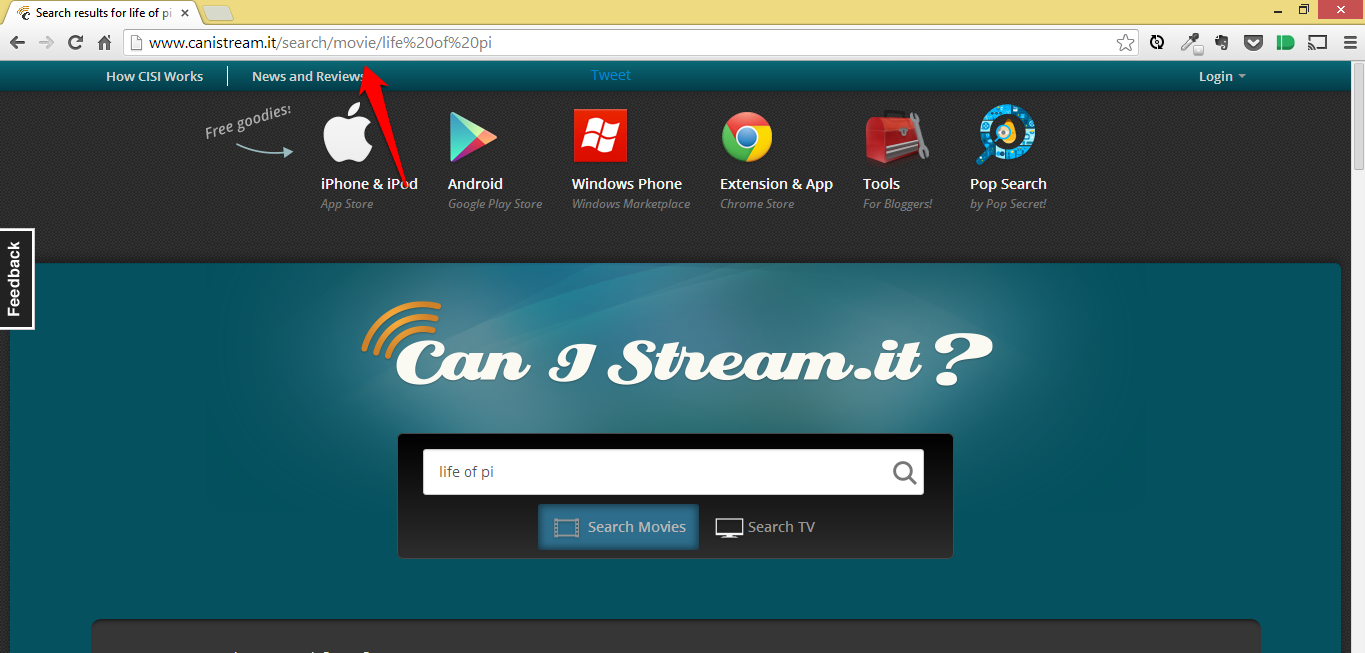 Search results for life of pi
www.canistream.it/search/movie/life%20of%20pi
How CISI Works
News and Reviews
Tweet
Login
Free goodies!
iPhone & iPod
App Store
Android
Google Play Store
Windows Phone
Windows Marketplace
Extension & App
Chrome Store
Tools
For Bloggers!
Pop Search
by Pop Secret!
Feedback
Can I Stream.it?
life of pi
Search Movies
Search TV